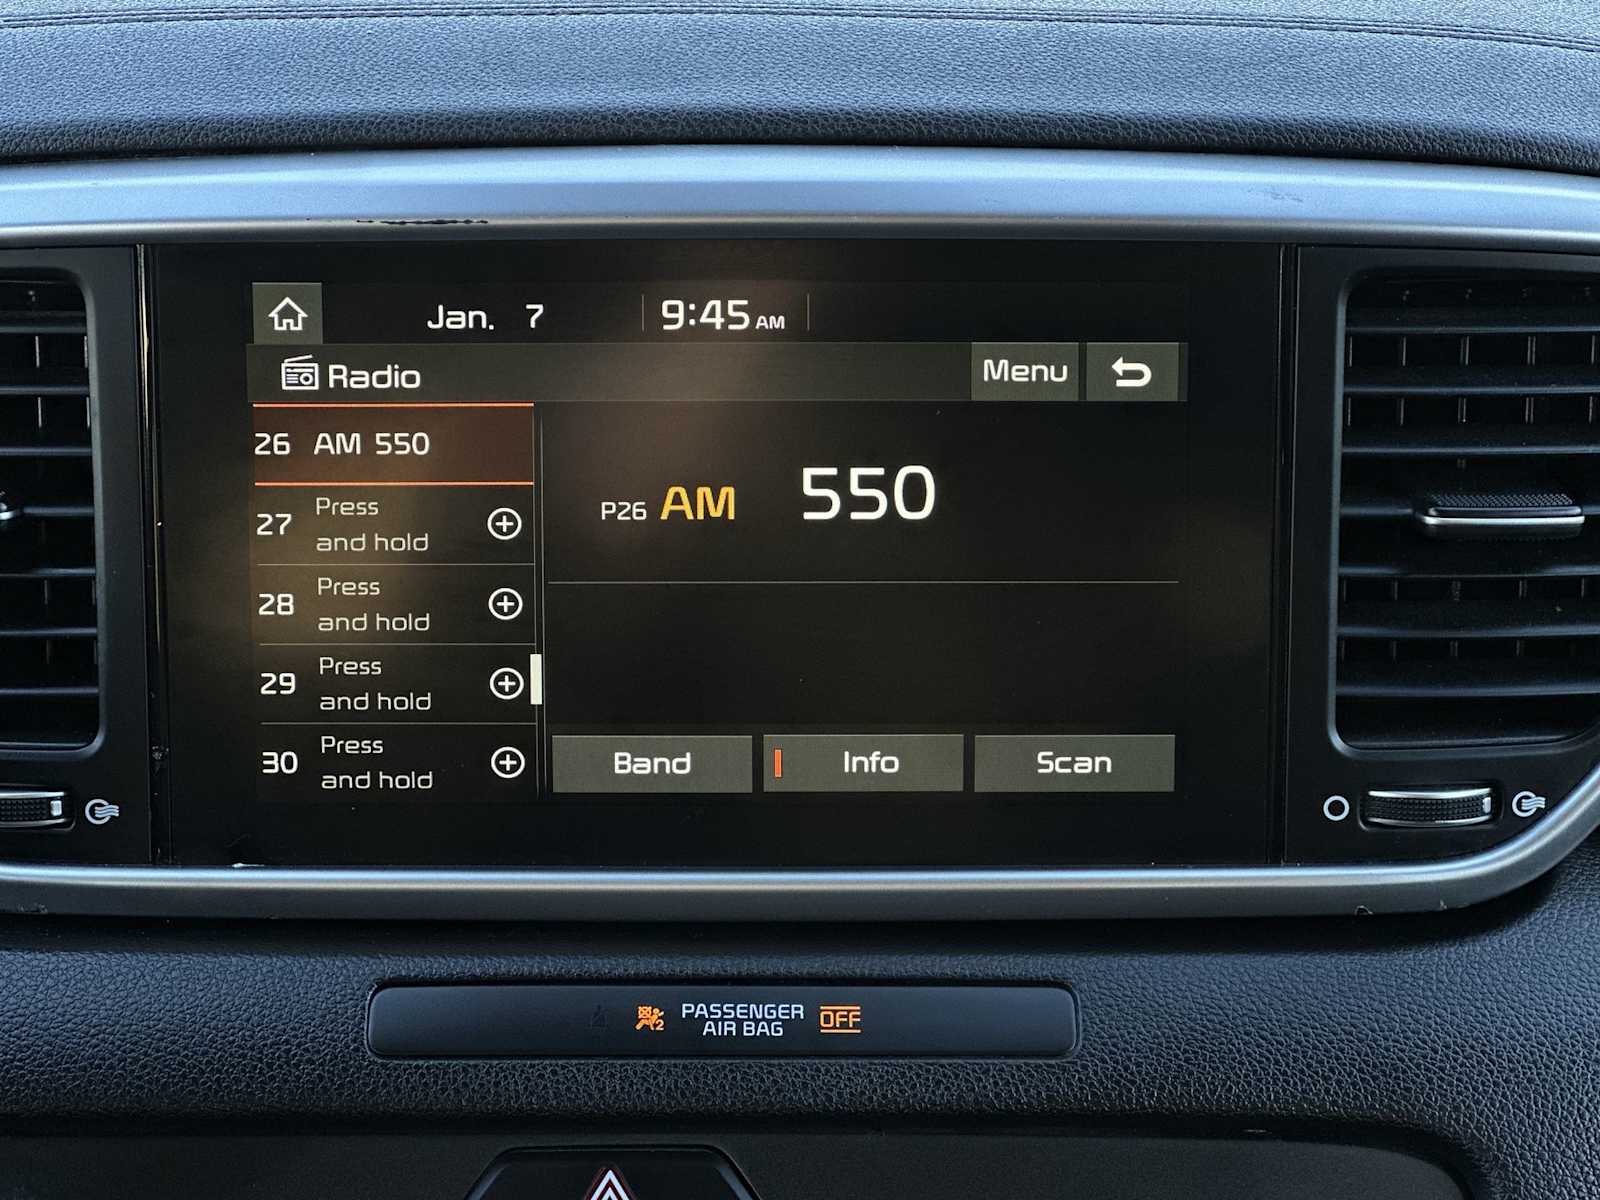 Jan. 7 9:45 AM
Radio Menu
26 AM 550
27 Press
and hold
28 Press
and hold
29 Press
and hold
30 Press
and hold
P26 AM 550
Band Info Scan
2 PASSENGER
AIR BAG OFF